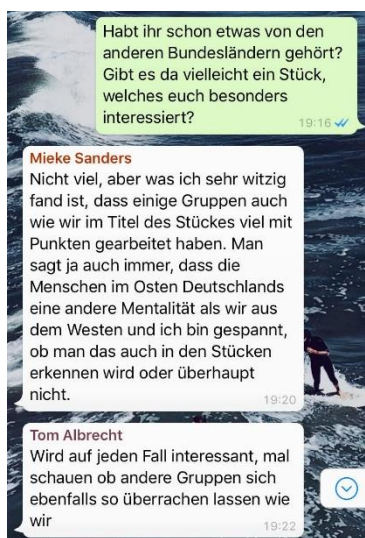 Habt ihr schon etwas von den
anderen Bundesländern gehört?
Gibt es da vielleicht ein Stück,
welches euch besonders
interessiert?
19:16
Mieke Sanders
Nicht viel, aber was ich sehr witzig
fand ist, dass einige Gruppen auch
wie wir im Titel des Stückes viel mit
Punkten gearbeitet haben. Man
sagt ja auch immer, dass die
Menschen im Osten Deutschlands
eine andere Mentalität als wir aus
dem Westen und ich bin gespannt,
ob man das auch in den Stücken
erkennen wird oder überhaupt
nicht.
19:20
Tom Albrecht
Wird auf jeden Fall interessant, mal
schauen ob andere Gruppen sich
ebenfalls so überrachen lassen wie
wir
19:22